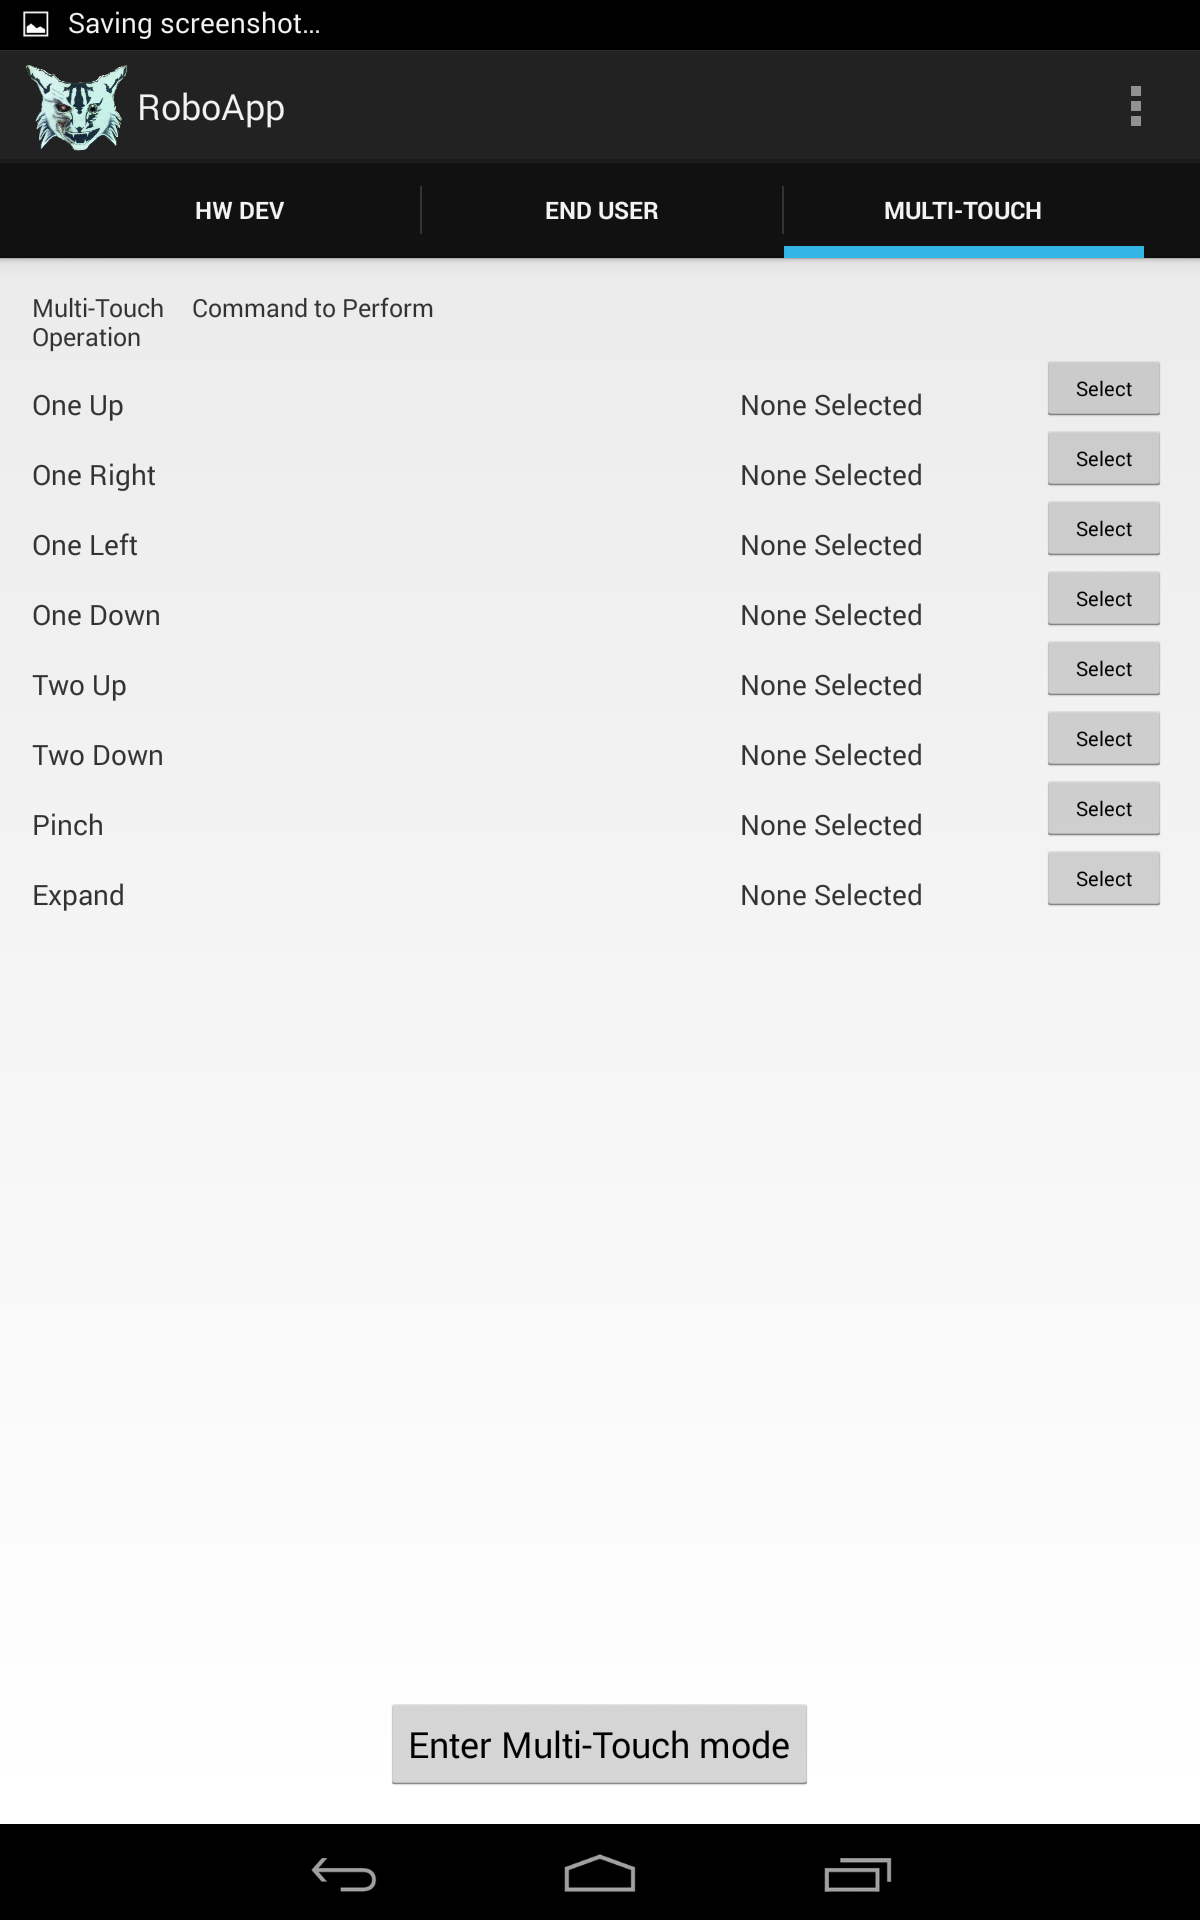 Saving screenshot...
RoboApp
HW DEV END USER MULTI-TOUCH
Multi-Touch Command to Perform
Operation
One Up None Selected Select
One Right None Selected Select
One Left None Selected Select
One Down None Selected Select
Two Up None Selected Select
Two Down None Selected Select
Pinch None Selected Select
Expand None Selected Select
Enter Multi-Touch mode